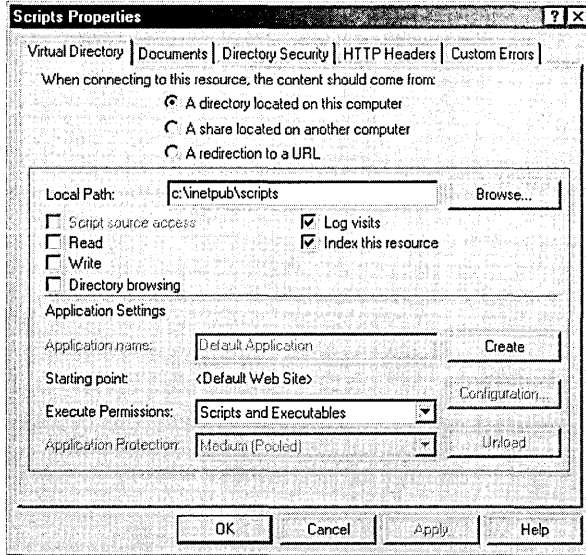 Scripts Properties
Virtual Directory Documents Directory Security HTTP Headers Custom Errors
When connecting to this resource, the content should come from:
A directory located on this computer
A share located on another computer
A redirection to a URL
Local Path: c:\inetpub\scripts Browse...
Script source access Log visits
Read Index this resource
Write
Directory browsing
Application Settings
Application name: Default Application Create
Starting point: <Default Web Site>
Configuration...
Execute Permissions: Scripts and Executables
Application Protection: Medium (Pooled) Unload
OK Cancel Apply Help